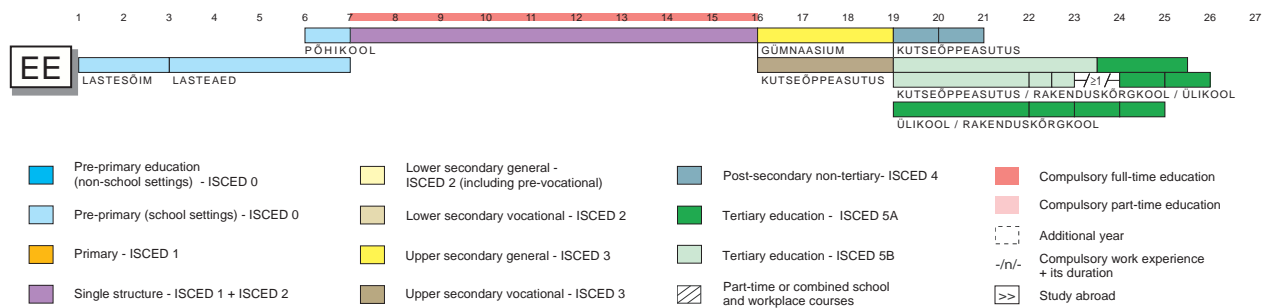 1 2 3 4 5 6 7 8 9 10 11 12 13 14 15 16 17 18 19 20 21 22 23 24 25 26 27
PÕHIKOOL GÜMNAASIUM KUTSEÕPPEASUTUS
EE
LASTESÕIM LASTEAED KUTSEÕPPEASUTUS -/≥1/-
KUTSEÕPPEASUTUS / RAKENDUSKÕRGKOOL / ÜLIKOOL
ÜLIKOOL / RAKENDUSKÕRGKOOL
Pre-primary education
(non-school settings) - ISCED 0
Pre-primary (school settings) - ISCED 0
Primary - ISCED 1
Single structure - ISCED 1 + ISCED 2
Lower secondary general -
ISCED 2 (including pre-vocational)
Lower secondary vocational - ISCED 2
Upper secondary general - ISCED 3
Upper secondary vocational - ISCED 3
Post-secondary non-tertiary- ISCED 4
Tertiary education - ISCED 5A
Tertiary education - ISCED 5B
Part-time or combined school
and workplace courses
Compulsory full-time education
Compulsory part-time education
Additional year
-/n/- Compulsory work experience
+ its duration
>> Study abroad